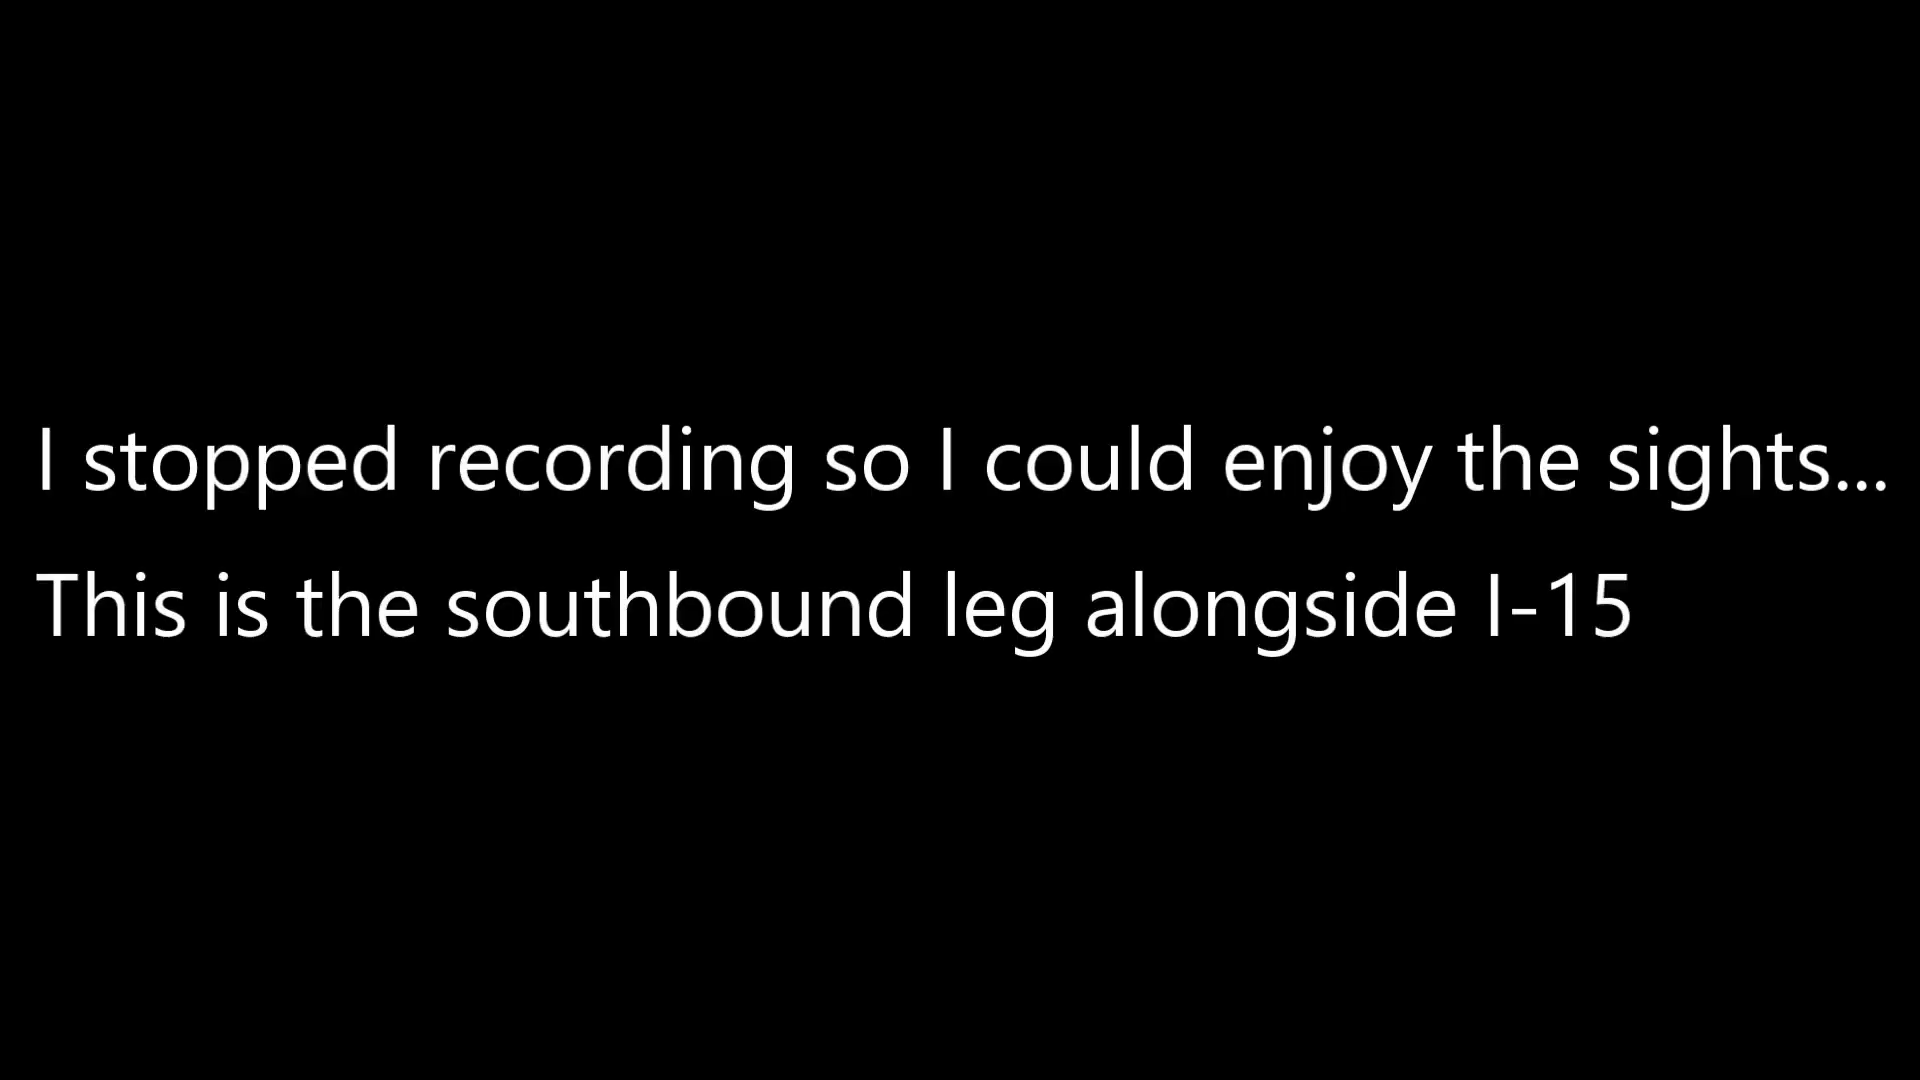 I stopped recording so I could enjoy the sights...
This is the southbound leg alongside I-15